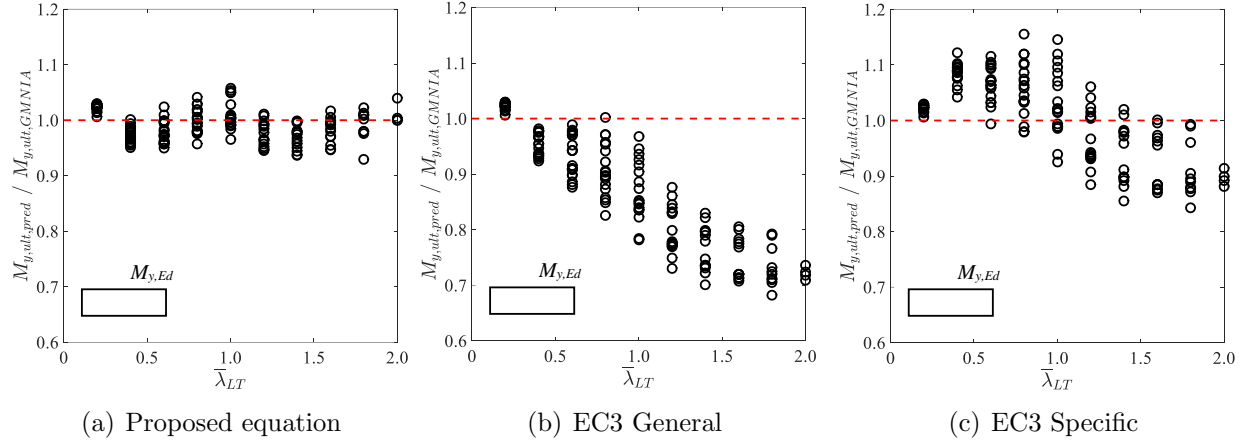 M_{y,ult,pred} / M_{y,ult,GMNIA}
1.2
1.1
1.0
0.9
0.8
0.7
0.6
M_{y,Ed}
0 0.5 1.0 1.5 2.0
λ̅_{LT}
(a) Proposed equation
M_{y,ult,pred} / M_{y,ult,GMNIA}
1.2
1.1
1.0
0.9
0.8
0.7
0.6
M_{y,Ed}
0 0.5 1.0 1.5 2.0
λ̅_{LT}
(b) EC3 General
M_{y,ult,pred} / M_{y,ult,GMNIA}
1.2
1.1
1.0
0.9
0.8
0.7
0.6
M_{y,Ed}
0 0.5 1.0 1.5 2.0
λ̅_{LT}
(c) EC3 Specific